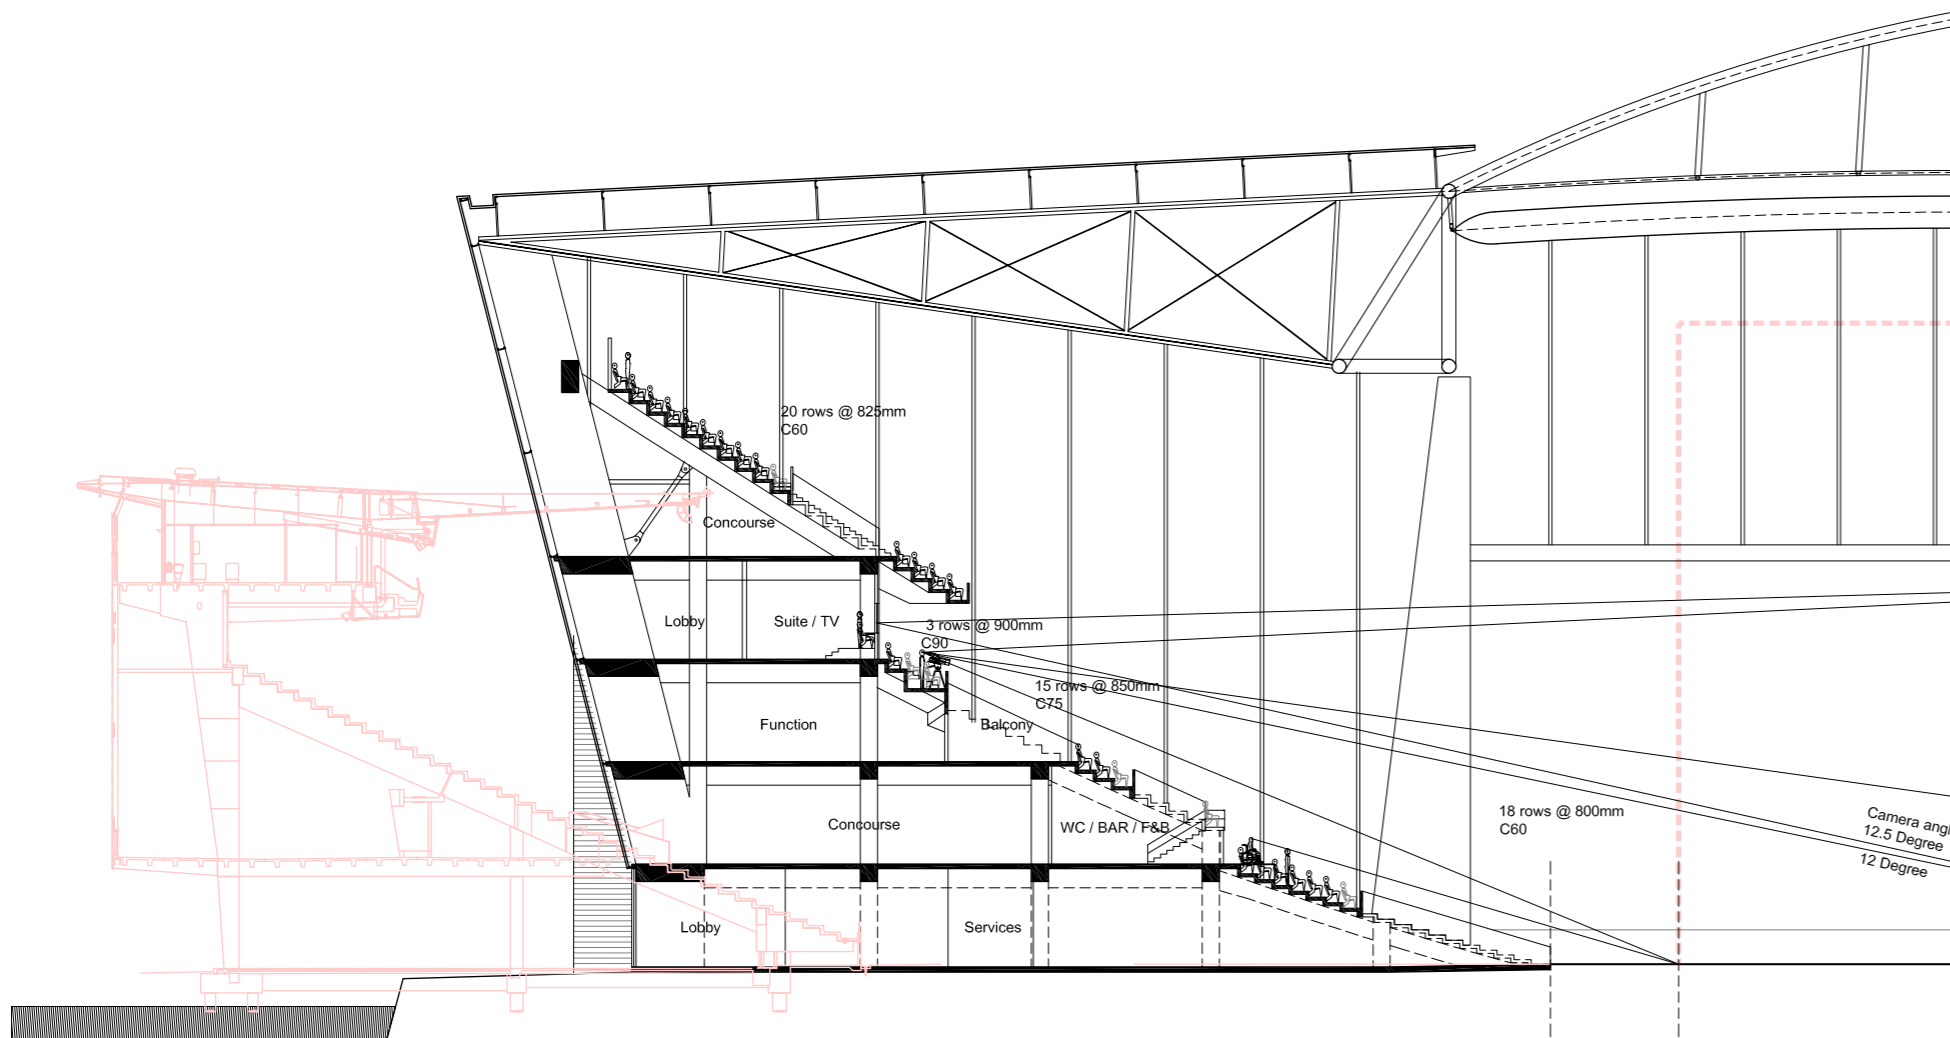 20 rows @ 825mm
C60
Concourse
Lobby
Suite / TV
3 rows @ 900mm
C90
15 rows @ 850mm
C75
Function
Balcony
Concourse
WC / BAR / F&B
18 rows @ 800mm
C60
Camera angl
12.5 Degree
12 Degree
Lobby
Services